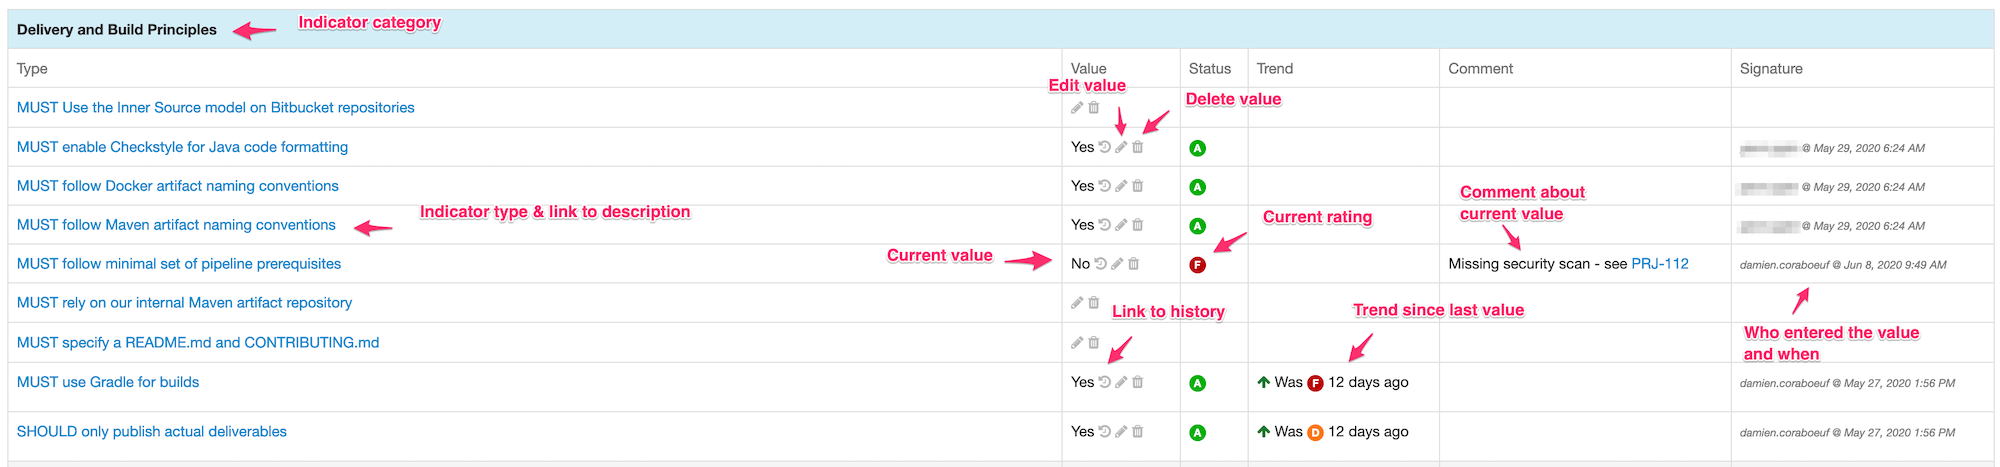 Delivery and Build Principles Indicator category
Type Value Status Trend Comment Signature
Edit value Delete value
MUST Use the Inner Source model on Bitbucket repositories
MUST enable Checkstyle for Java code formatting Yes A @ May 29, 2020 6:24 AM
MUST follow Docker artifact naming conventions Yes A @ May 29, 2020 6:24 AM
Indicator type & link to description Current rating Comment about
current value
MUST follow Maven artifact naming conventions Yes A @ May 29, 2020 6:24 AM
Current value
MUST follow minimal set of pipeline prerequisites No F Missing security scan - see PRJ-112 damien.coraboeuf @ Jun 8, 2020 9:49 AM
MUST rely on our internal Maven artifact repository
Link to history Trend since last value Who entered the value
and when
MUST specify a README.md and CONTRIBUTING.md
MUST use Gradle for builds Yes A Was F 12 days ago damien.coraboeuf @ May 27, 2020 1:56 PM
SHOULD only publish actual deliverables Yes A Was D 12 days ago damien.coraboeuf @ May 27, 2020 1:56 PM